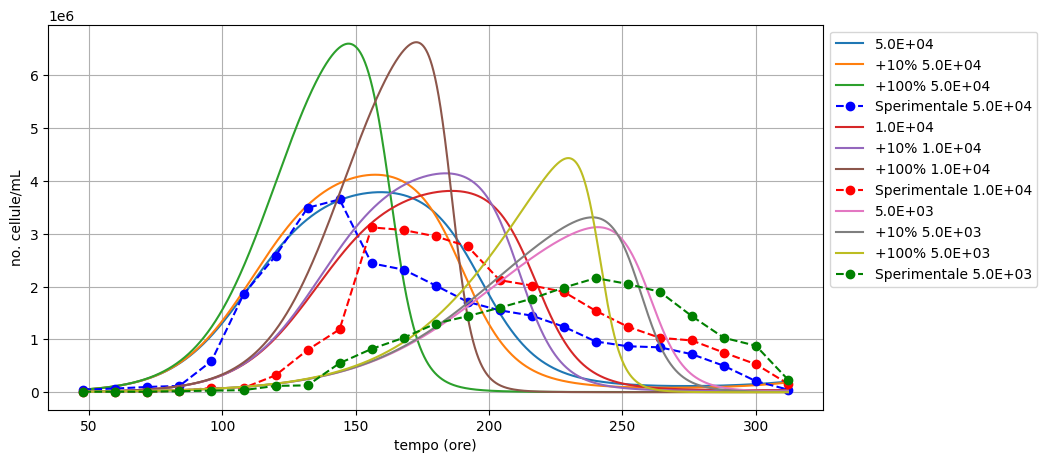 1e6
6
5
4
3
2
1
0
no. cellule/mL
50
100
150
200
250
300
tempo (ore)
5.0E+04
+10% 5.0E+04
+100% 5.0E+04
Sperimentale 5.0E+04
1.0E+04
+10% 1.0E+04
+100% 1.0E+04
Sperimentale 1.0E+04
5.0E+03
+10% 5.0E+03
+100% 5.0E+03
Sperimentale 5.0E+03